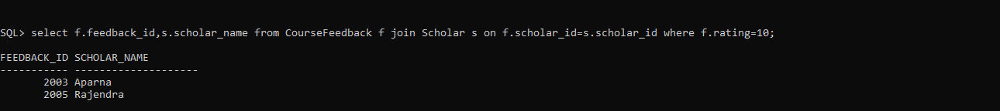 SQL> select f.feedback_id,s.scholar_name from CourseFeedback f join Scholar s on f.scholar_id=s.scholar_id where f.rating=10;
FEEDBACK_ID SCHOLAR_NAME
----------- --------------------
2003 Aparna
2005 Rajendra